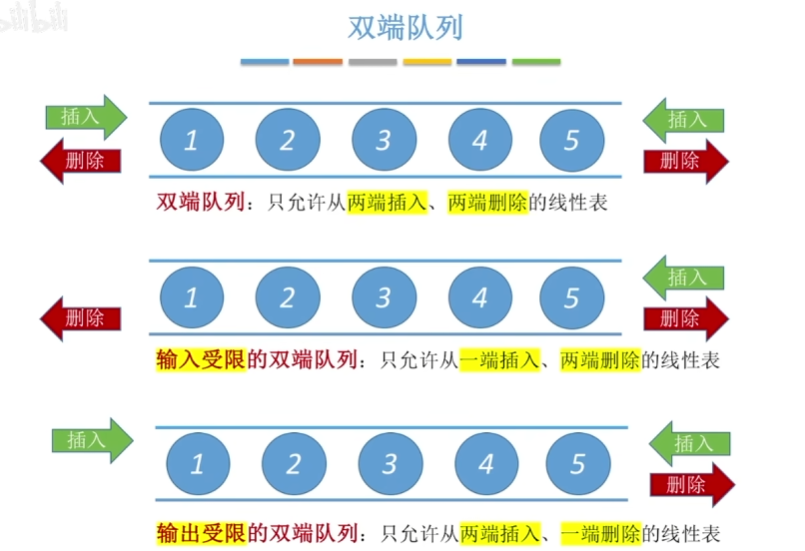 bilibili
双端队列
插入
插入
删除
1 2 3 4 5
删除
双端队列：只允许从两端插入、两端删除的线性表
插入
删除
1 2 3 4 5
删除
输入受限的双端队列：只允许从一端插入、两端删除的线性表
插入
插入
1 2 3 4 5
删除
输出受限的双端队列：只允许从两端插入、一端删除的线性表